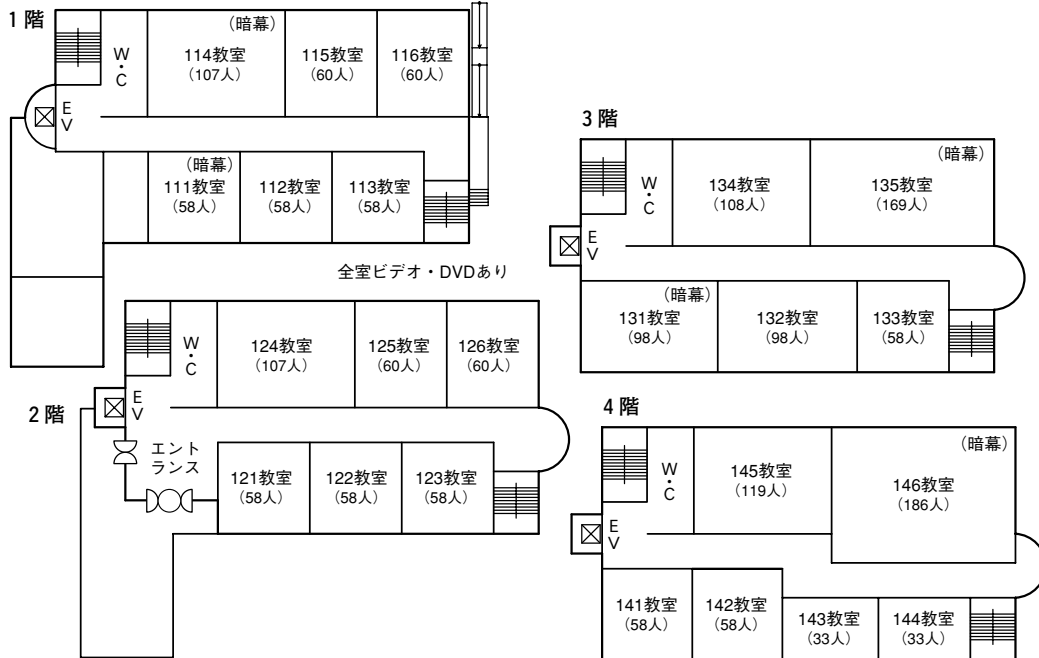 1階
W・C
EV
(暗幕)
114教室
(107人)
115教室
(60人)
116教室
(60人)
(暗幕)
111教室
(58人)
112教室
(58人)
113教室
(58人)
全室ビデオ・DVDあり
2階
W・C
EV
エント
ランス
124教室
(107人)
125教室
(60人)
126教室
(60人)
121教室
(58人)
122教室
(58人)
123教室
(58人)
3階
W・C
EV
134教室
(108人)
(暗幕)
135教室
(169人)
(暗幕)
131教室
(98人)
132教室
(98人)
133教室
(58人)
4階
W・C
EV
145教室
(119人)
(暗幕)
146教室
(186人)
141教室
(58人)
142教室
(58人)
143教室
(33人)
144教室
(33人)